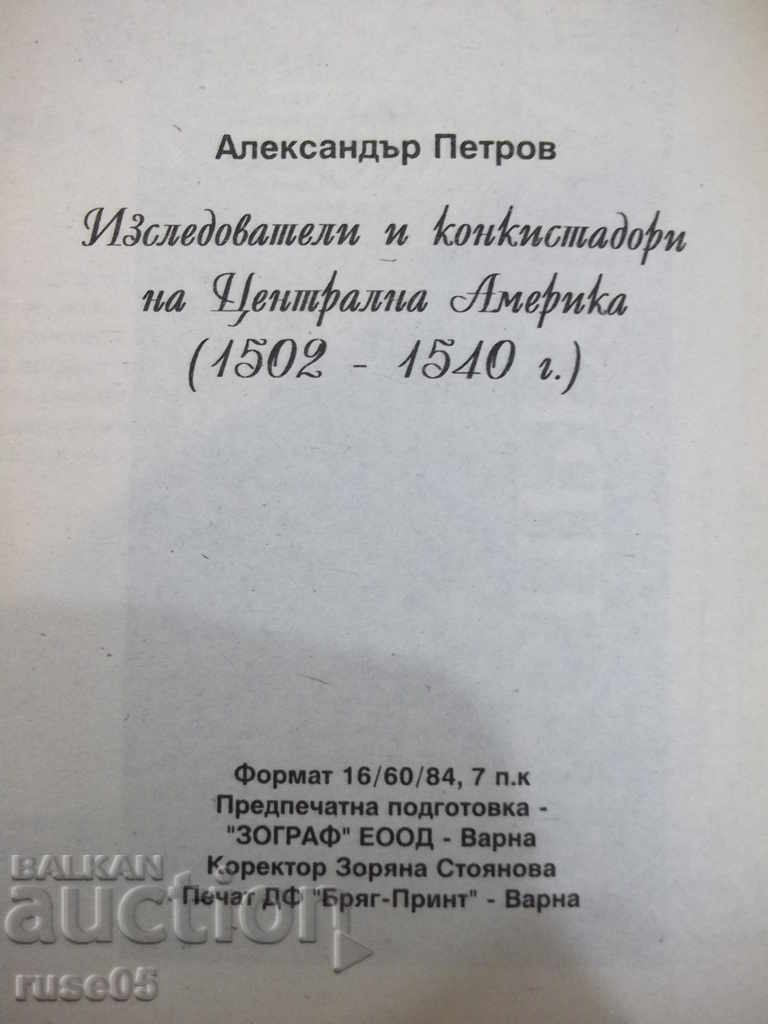 Александър Петров
Изследователи и конкистадори
на Централна Америка
(1502 - 1540 г.)
Формат 16/60/84, 7 п.к
Предпечатна подготовка -
"ЗОГРАФ" ЕООД - Варна
Коректор Зоряна Стоянова
Печат ДФ "Бряг-Принт" - Варна
BALKAN
auction
ruse05